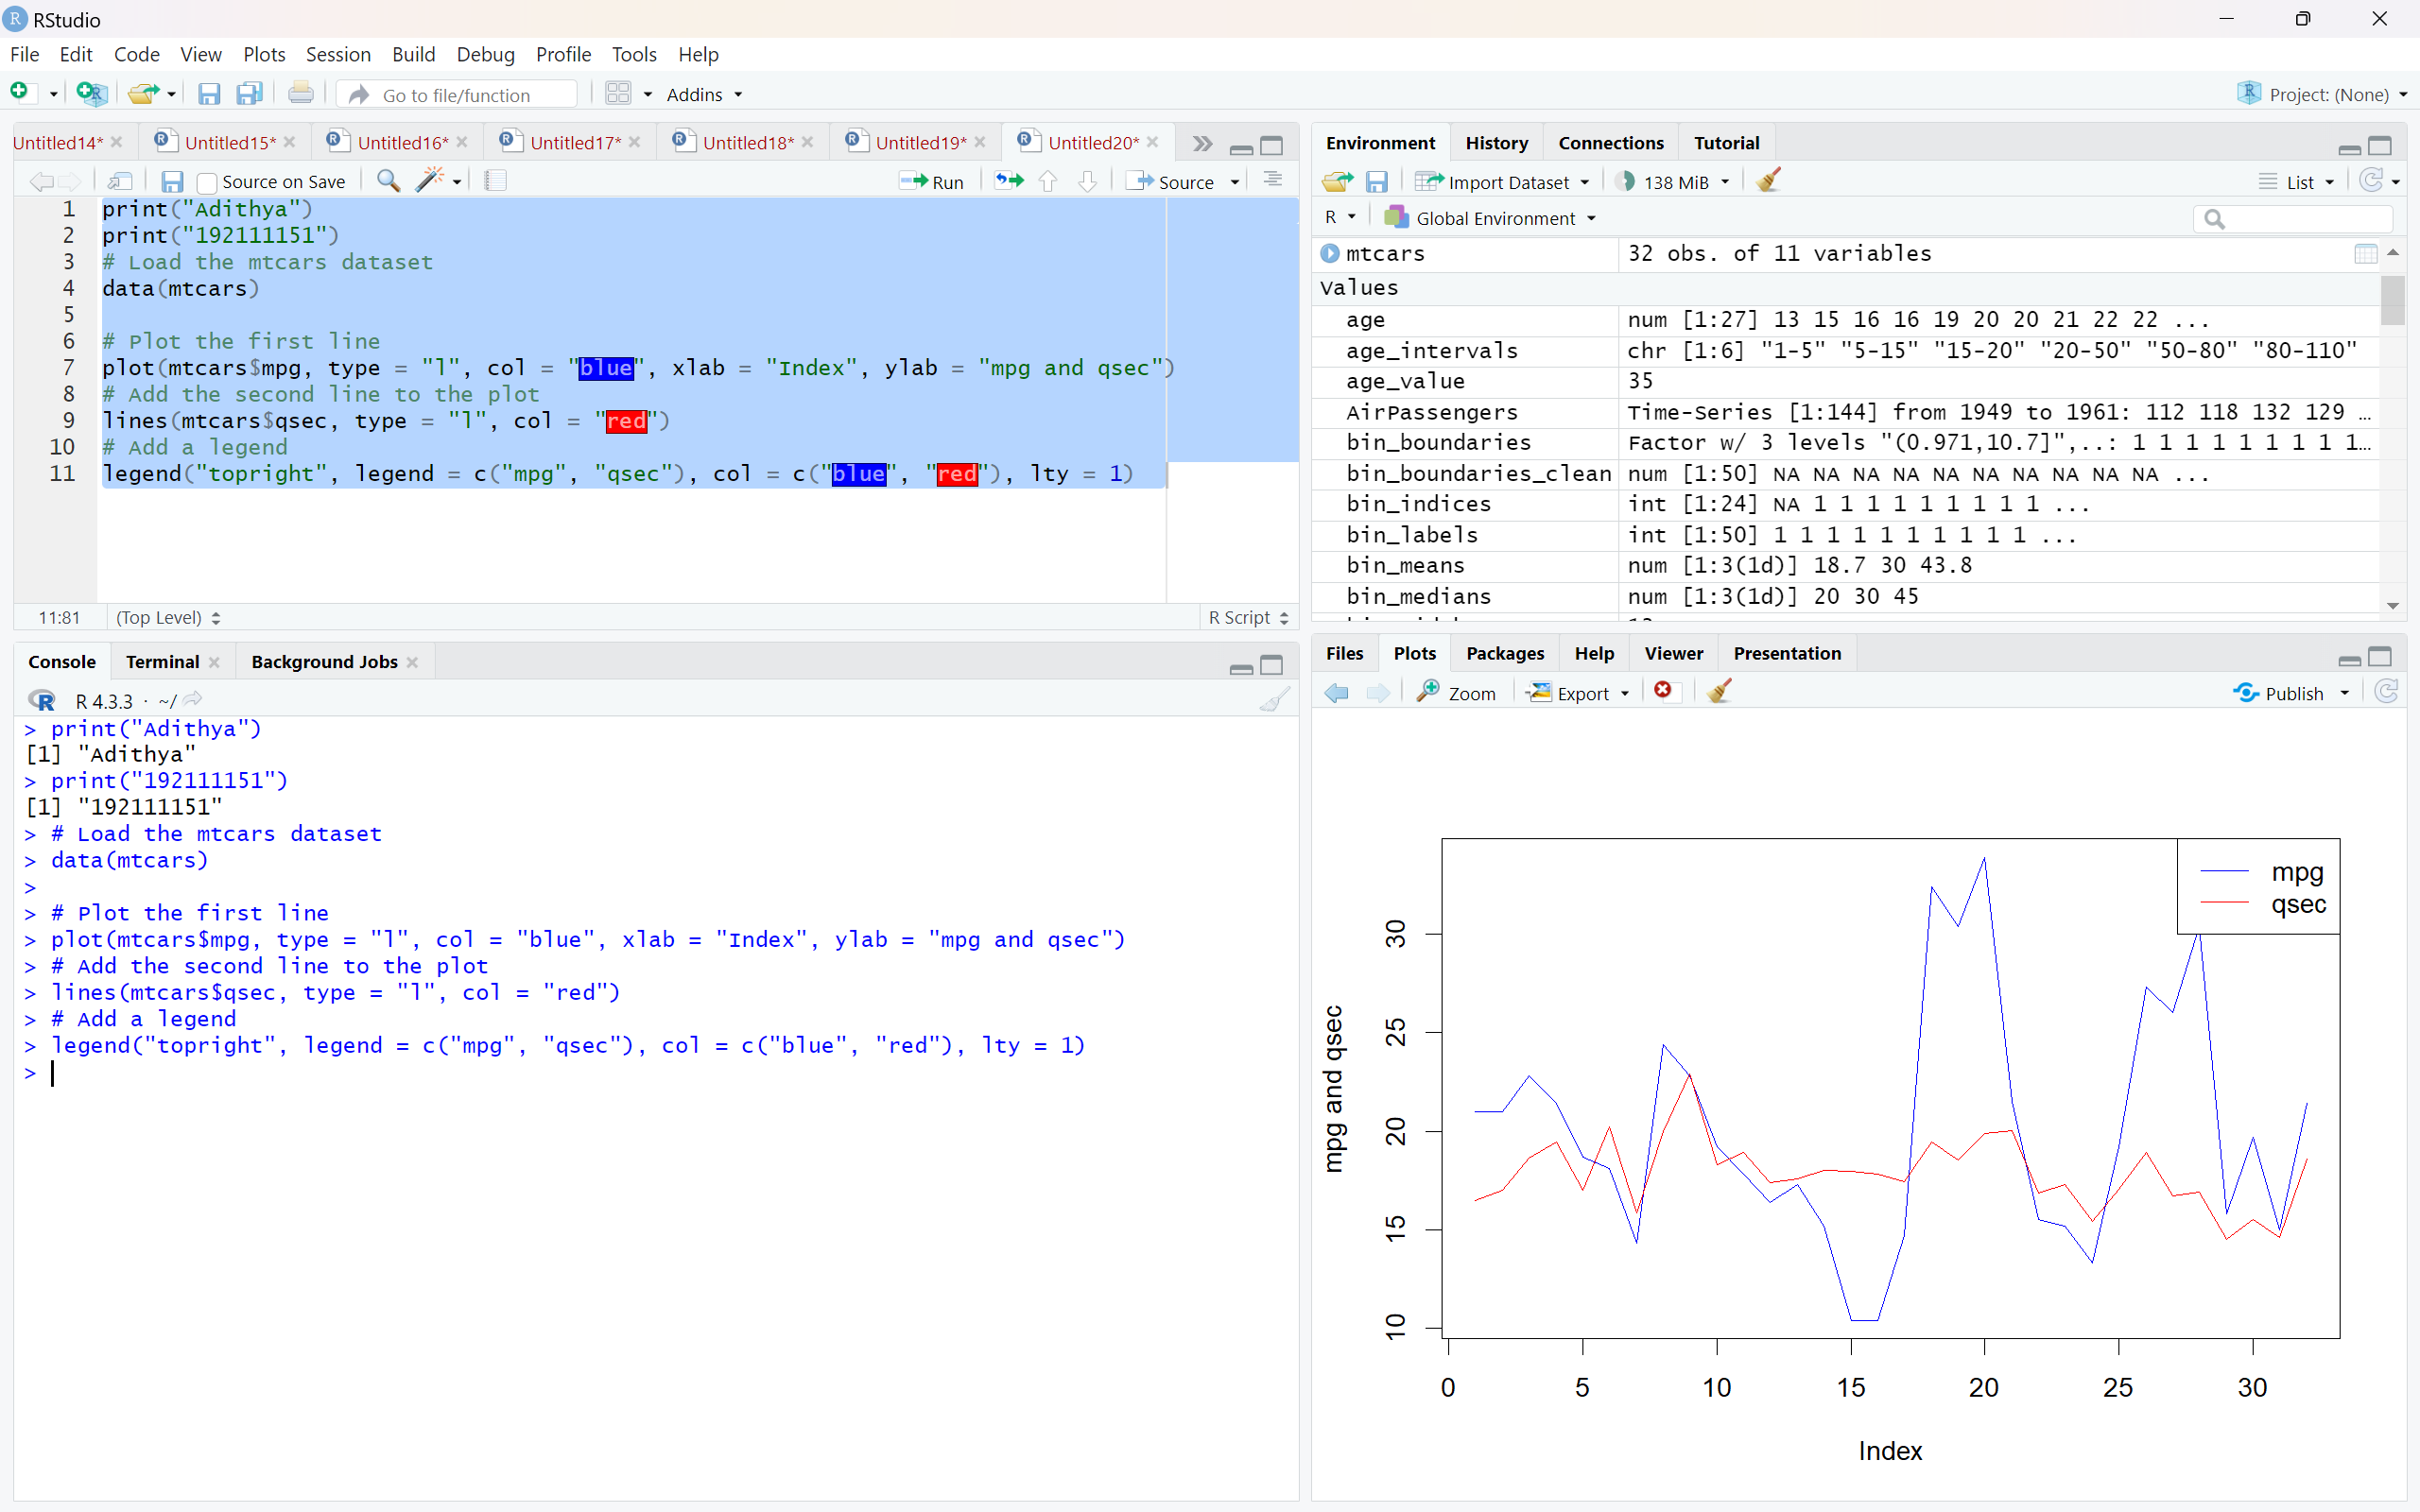 RStudio
File Edit Code View Plots Session Build Debug Profile Tools Help
Go to file/function Addins Project: (None)
Untitled14* Untitled15* Untitled16* Untitled17* Untitled18* Untitled19* Untitled20*
Source on Save Run Source
1 print("Adithya")
2 print("192111151")
3 # Load the mtcars dataset
4 data(mtcars)
5
6 # Plot the first line
7 plot(mtcars$mpg, type = "l", col = "blue", xlab = "Index", ylab = "mpg and qsec")
8 # Add the second line to the plot
9 lines(mtcars$qsec, type = "l", col = "red")
10 # Add a legend
11 legend("topright", legend = c("mpg", "qsec"), col = c("blue", "red"), lty = 1)
11:81 (Top Level) R Script
Console Terminal Background Jobs
R 4.3.3 · ~/
> print("Adithya")
[1] "Adithya"
> print("192111151")
[1] "192111151"
> # Load the mtcars dataset
> data(mtcars)
>
> # Plot the first line
> plot(mtcars$mpg, type = "l", col = "blue", xlab = "Index", ylab = "mpg and qsec")
> # Add the second line to the plot
> lines(mtcars$qsec, type = "l", col = "red")
> # Add a legend
> legend("topright", legend = c("mpg", "qsec"), col = c("blue", "red"), lty = 1)
>
Environment History Connections Tutorial
Import Dataset 138 MiB List
R Global Environment
mtcars 32 obs. of 11 variables
Values
age num [1:27] 13 15 16 16 19 20 20 21 22 22 ...
age_intervals chr [1:6] "1-5" "5-15" "15-20" "20-50" "50-80" "80-110"
age_value 35
AirPassengers Time-Series [1:144] from 1949 to 1961: 112 118 132 129 …
bin_boundaries Factor w/ 3 levels "(0.971,10.7]",..: 1 1 1 1 1 1 1 1 1…
bin_boundaries_clean num [1:50] NA NA NA NA NA NA NA NA NA NA ...
bin_indices int [1:24] NA 1 1 1 1 1 1 1 1 1 ...
bin_labels int [1:50] 1 1 1 1 1 1 1 1 1 1 ...
bin_means num [1:3(1d)] 18.7 30 43.8
bin_medians num [1:3(1d)] 20 30 45
Files Plots Packages Help Viewer Presentation
Zoom Export Publish
mpg
qsec
mpg and qsec
30
25
20
15
10
0 5 10 15 20 25 30
Index